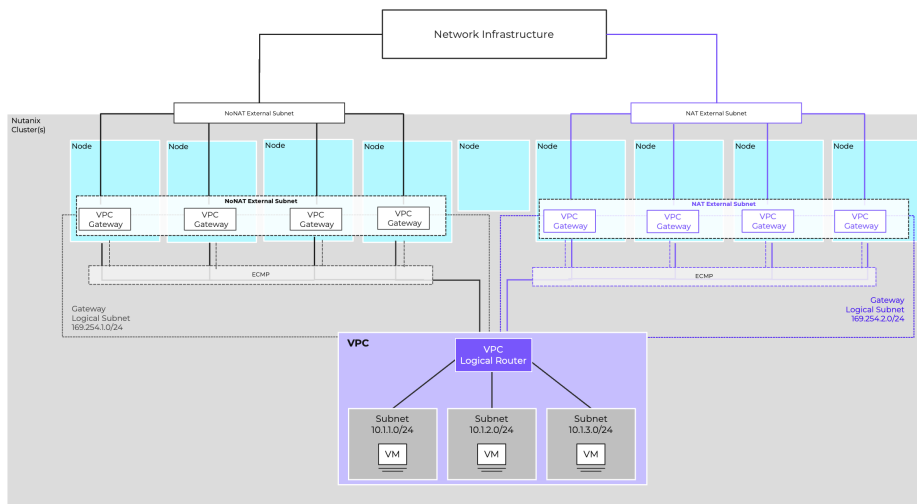 Network Infrastructure
NoNAT External Subnet
NAT External Subnet
Nutanix
Cluster(s)
Node
Node
Node
Node
Node
Node
Node
Node
Node
NoNAT External Subnet
NAT External Subnet
VPC
Gateway
VPC
Gateway
VPC
Gateway
VPC
Gateway
VPC
Gateway
VPC
Gateway
VPC
Gateway
VPC
Gateway
ECMP
ECMP
Gateway
Logical Subnet
169.254.1.0/24
Gateway
Logical Subnet
169.254.2.0/24
VPC
VPC
Logical Router
Subnet
10.1.1.0/24
VM
Subnet
10.1.2.0/24
VM
Subnet
10.1.3.0/24
VM